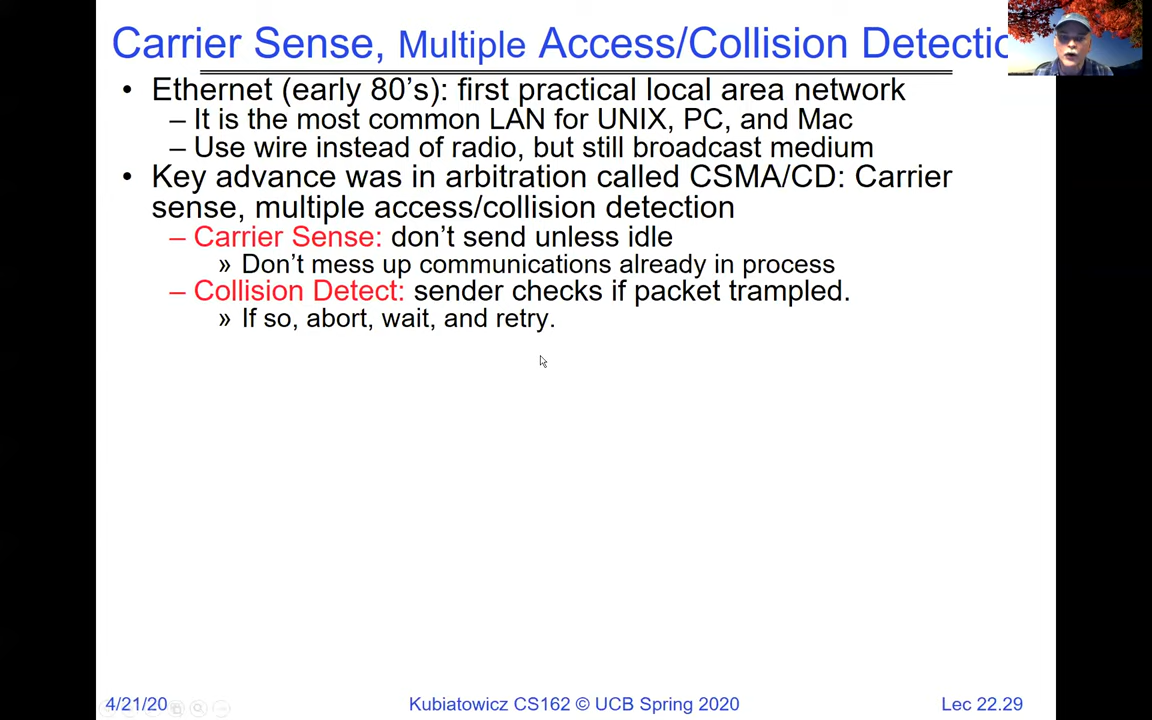 Carrier Sense, Multiple Access/Collision Detectio
• Ethernet (early 80's): first practical local area network
– It is the most common LAN for UNIX, PC, and Mac
– Use wire instead of radio, but still broadcast medium
• Key advance was in arbitration called CSMA/CD: Carrier
sense, multiple access/collision detection
– Carrier Sense: don't send unless idle
» Don't mess up communications already in process
– Collision Detect: sender checks if packet trampled.
» If so, abort, wait, and retry.
4/21/20 Kubiatowicz CS162 © UCB Spring 2020 Lec 22.29